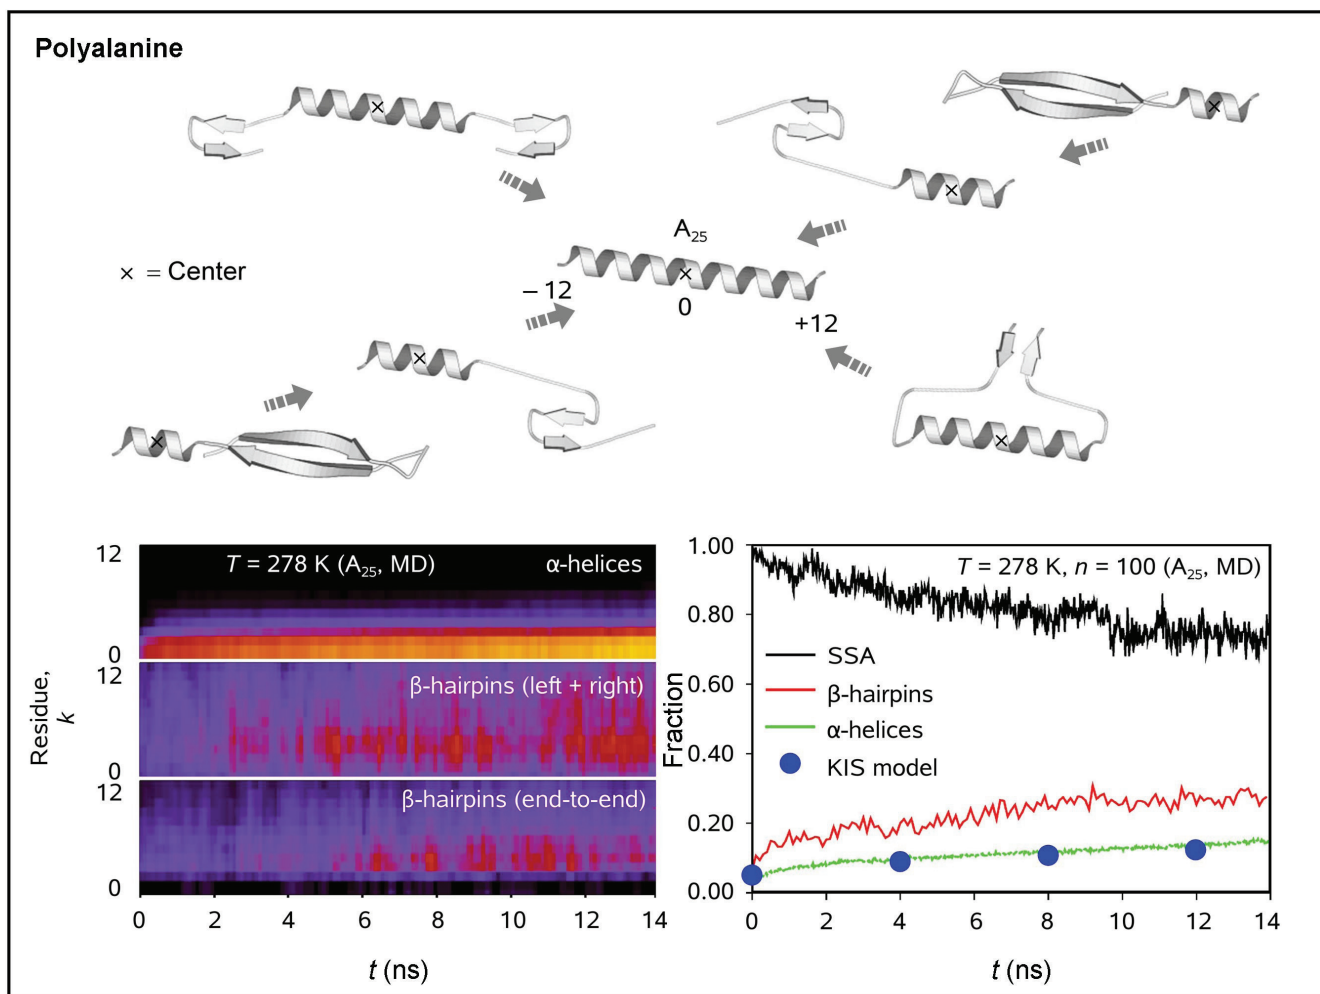 Polyalanine
A₂₅
× = Center
– 12
0
+12
12
T = 278 K (A₂₅, MD)
α-helices
0
12
β-hairpins (left + right)
0
12
β-hairpins (end-to-end)
0
Residue,
k
0 2 4 6 8 10 12 14
t (ns)
1.00
0.80
0.60
0.40
0.20
0.00
Fraction
T = 278 K, n = 100 (A₂₅, MD)
SSA
β-hairpins
α-helices
KIS model
0 2 4 6 8 10 12 14
t (ns)